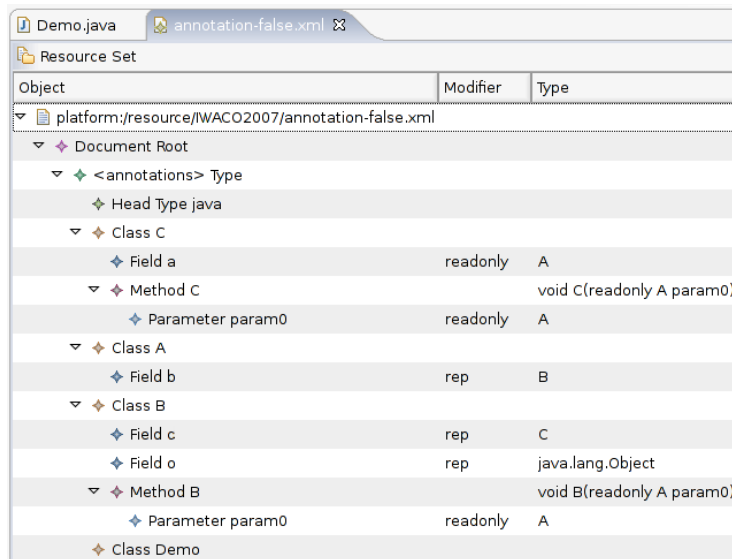 Demo.java annotation-false.xml
Resource Set
Object Modifier Type
platform:/resource/IWACO2007/annotation-false.xml
Document Root
<annotations> Type
Head Type java
Class C
Field a readonly A
Method C void C(readonly A param0)
Parameter param0 readonly A
Class A
Field b rep B
Class B
Field c rep C
Field o rep java.lang.Object
Method B void B(readonly A param0)
Parameter param0 readonly A
Class Demo